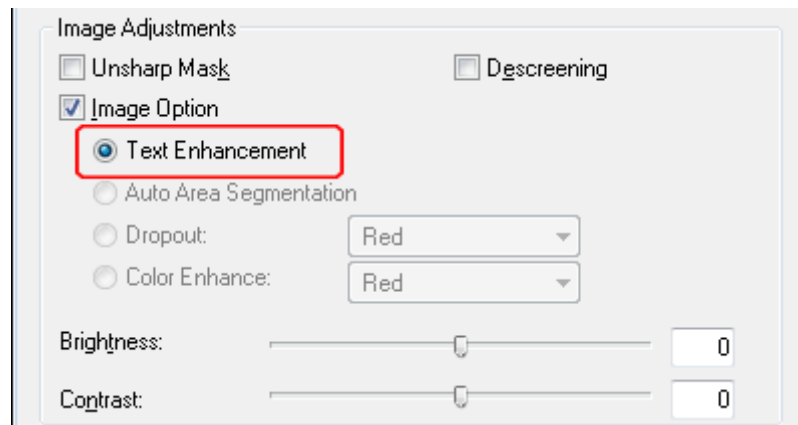 Image Adjustments
Unsharp Mask Descreening
Image Option
Text Enhancement
Auto Area Segmentation
Dropout: Red
Color Enhance: Red
Brightness: 0
Contrast: 0